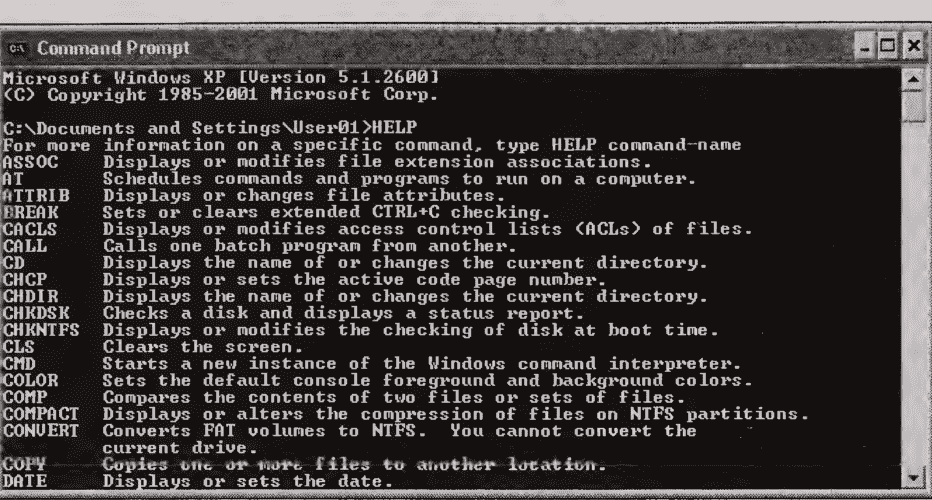 Command Prompt
Microsoft Windows XP [Version 5.1.2600]
(C) Copyright 1985-2001 Microsoft Corp.
C:\Documents and Settings\User01>HELP
For more information on a specific command, type HELP command-name
ASSOC Displays or modifies file extension associations.
AT Schedules commands and programs to run on a computer.
ATTRIB Displays or changes file attributes.
BREAK Sets or clears extended CTRL+C checking.
CACLS Displays or modifies access control lists (ACLs) of files.
CALL Calls one batch program from another.
CD Displays the name of or changes the current directory.
CHCP Displays or sets the active code page number.
CHDIR Displays the name of or changes the current directory.
CHKDSK Checks a disk and displays a status report.
CHKNTFS Displays or modifies the checking of disk at boot time.
CLS Clears the screen.
CMD Starts a new instance of the Windows command interpreter.
COLOR Sets the default console foreground and background colors.
COMP Compares the contents of two files or sets of files.
COMPACT Displays or alters the compression of files on NTFS partitions.
CONVERT Converts FAT volumes to NTFS. You cannot convert the
current drive.
COPY Copies one or more files to another location.
DATE Displays or sets the date.